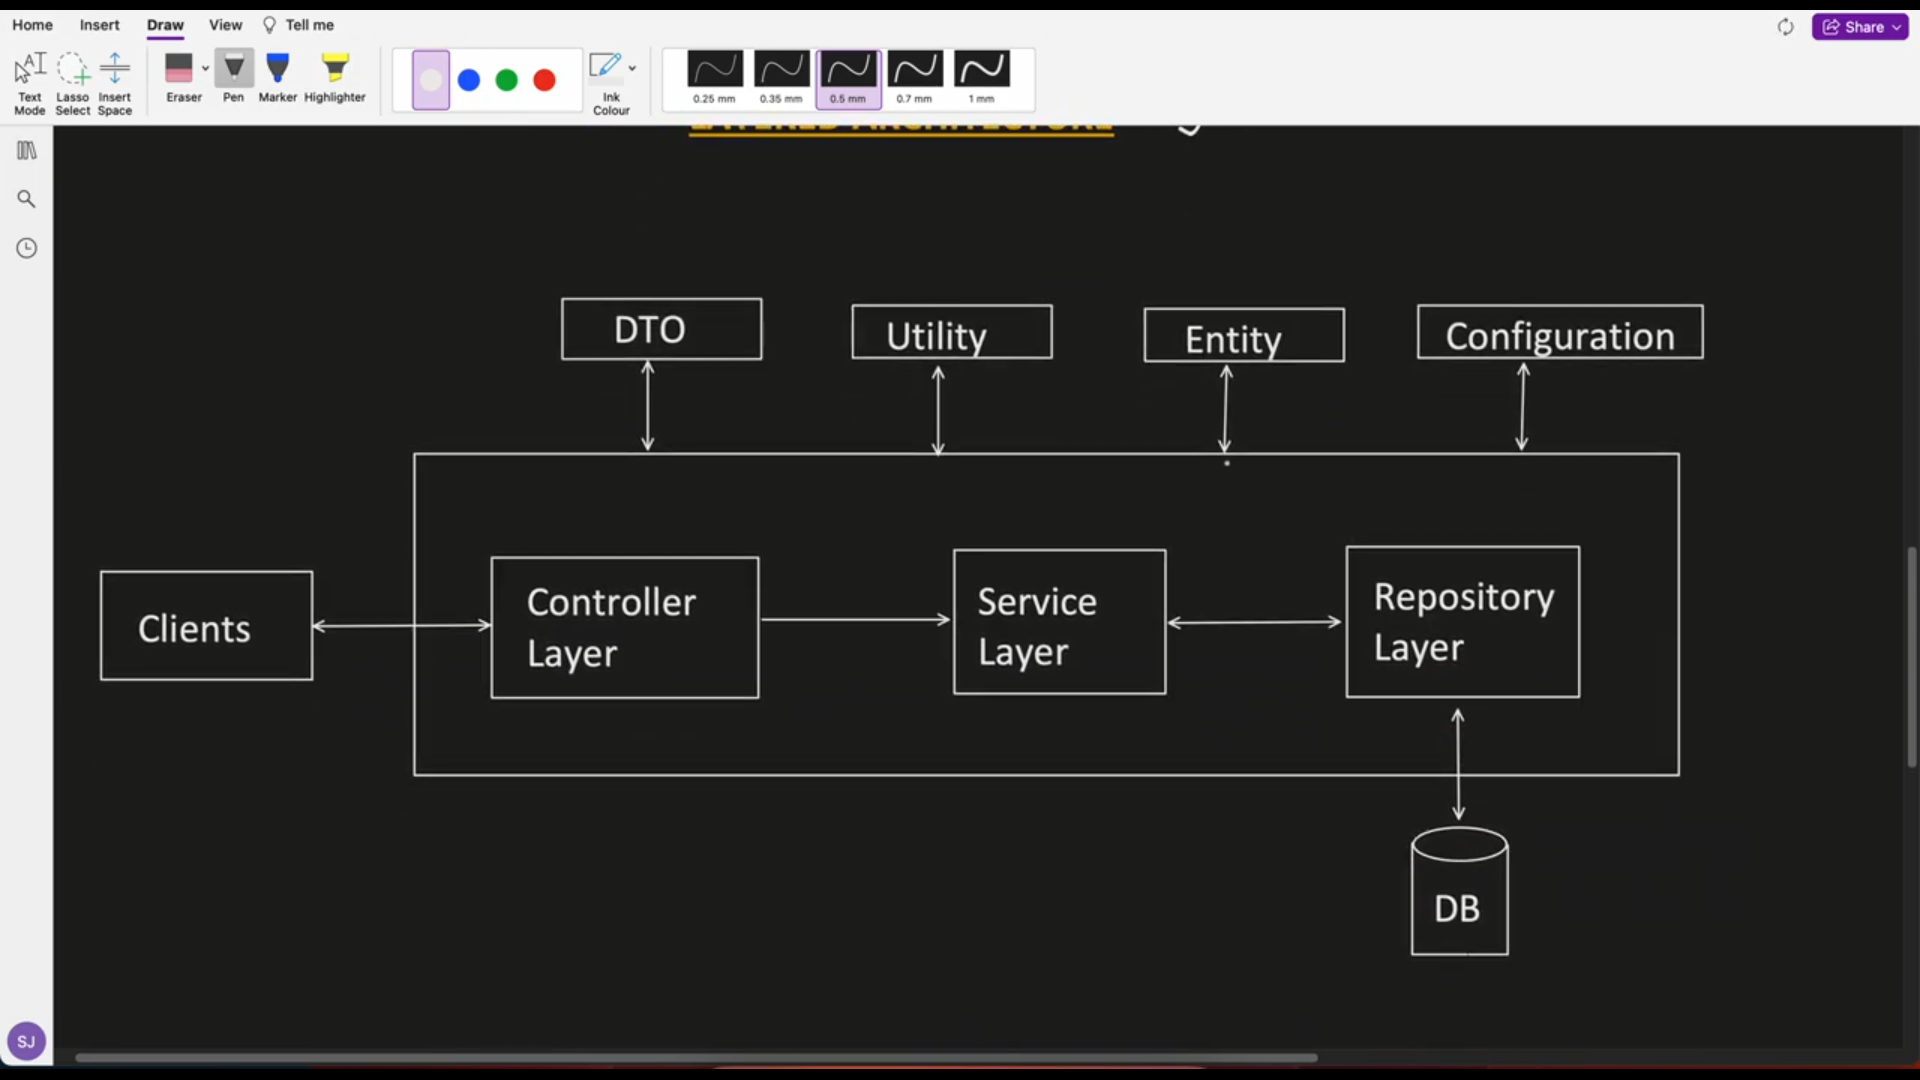 Home Insert Draw View Tell me
Share
Text Mode
Lasso Select
Insert Space
Eraser
Pen
Marker
Highlighter
Ink Colour
0.25 mm
0.35 mm
0.5 mm
0.7 mm
1 mm
LAYERED ARCHITECTURE
DTO
Utility
Entity
Configuration
Clients
Controller
Layer
Service
Layer
Repository
Layer
DB
SJ